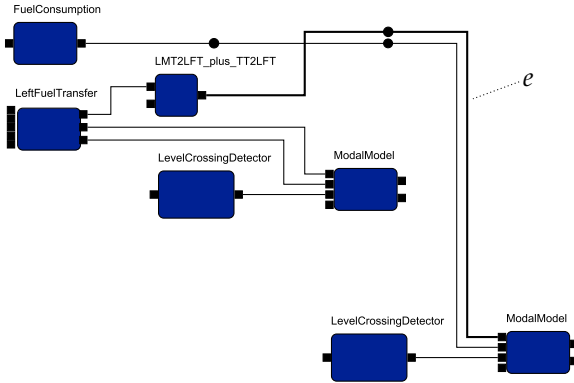 FuelConsumption
LMT2LFT_plus_TT2LFT
e
LeftFuelTransfer
LevelCrossingDetector
ModalModel
LevelCrossingDetector
ModalModel